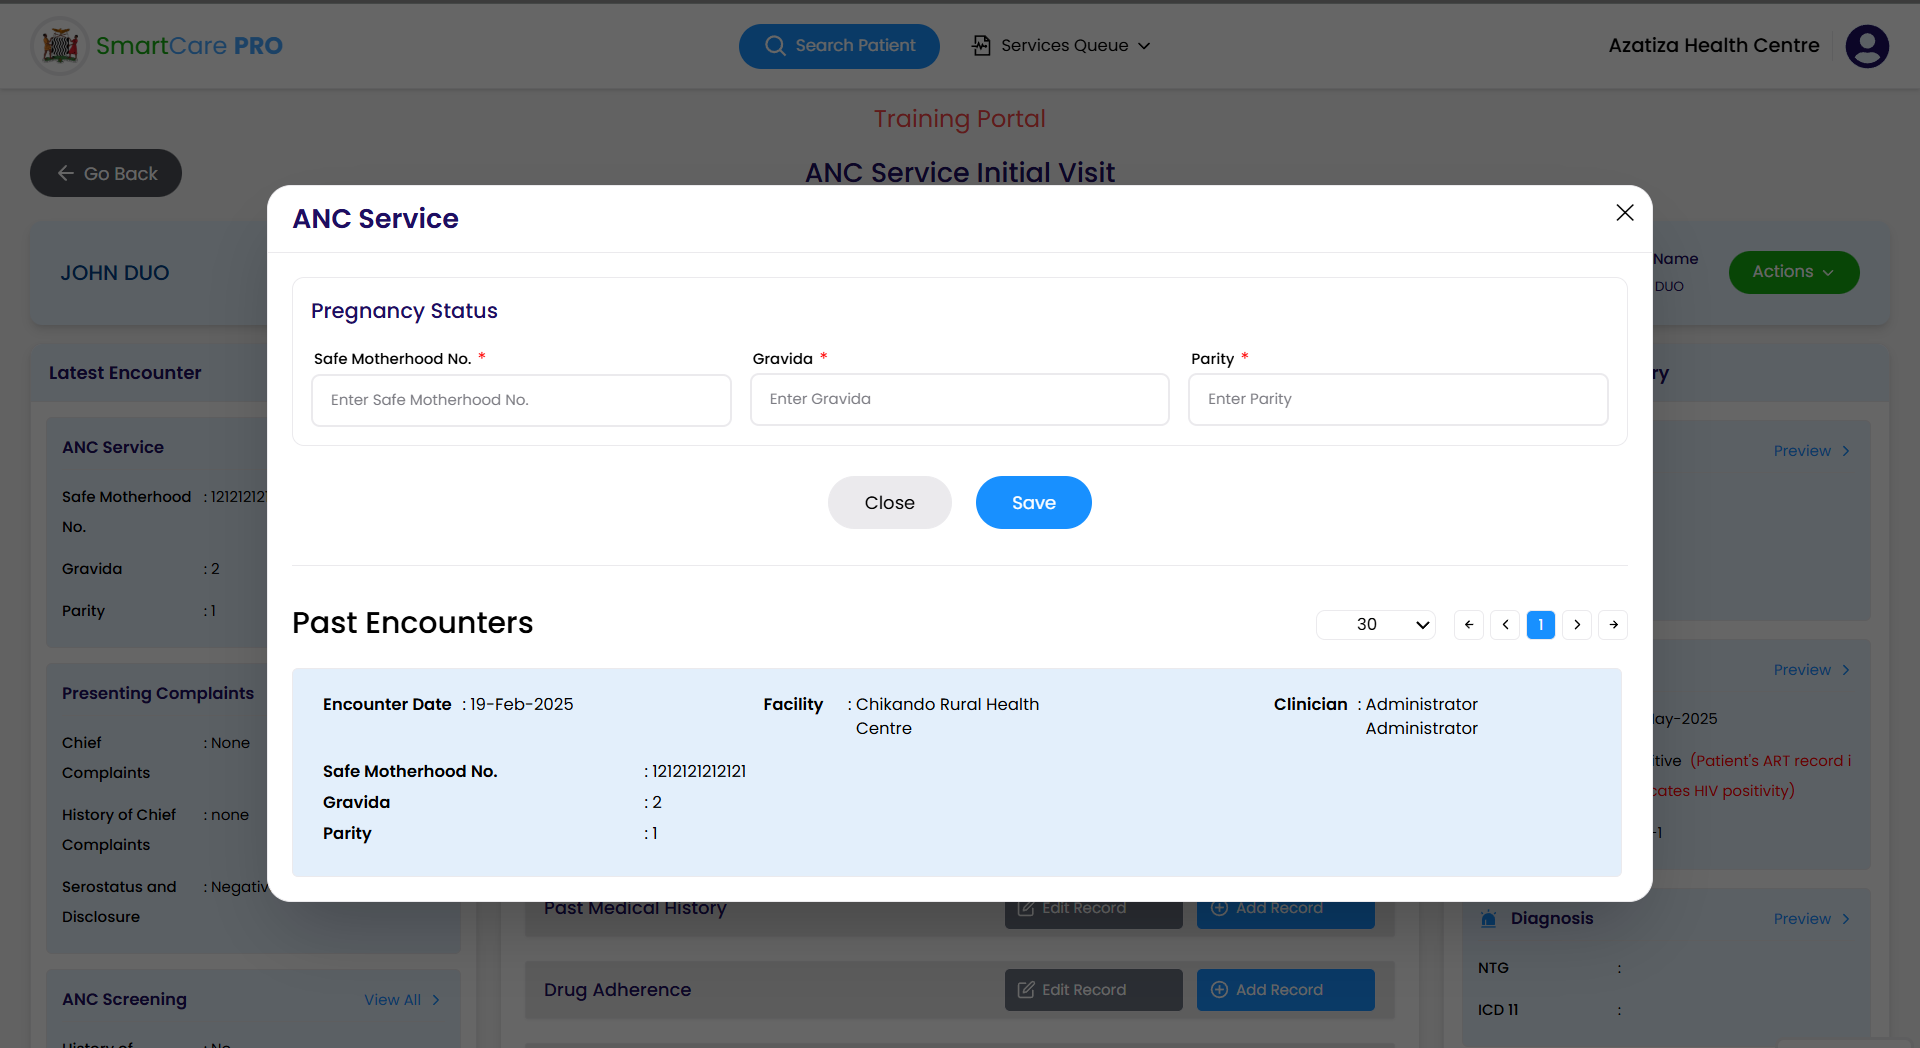 SmartCare PRO
Search Patient
Services Queue
Azatiza Health Centre
Training Portal
Go Back
ANC Service Initial Visit
JOHN DUO
Name
DUO
Actions
ANC Service
Pregnancy Status
Safe Motherhood No. *
Gravida *
Parity *
Enter Safe Motherhood No.
Enter Gravida
Enter Parity
Close
Save
Past Encounters
30
1
Encounter Date : 19-Feb-2025
Facility : Chikando Rural Health
Centre
Clinician : Administrator
Administrator
Safe Motherhood No. : 1212121212121
Gravida : 2
Parity : 1
Latest Encounter
ANC Service
Safe Motherhood : 12121212
No.
Gravida : 2
Parity : 1
Presenting Complaints
Chief : None
Complaints
History of Chief : none
Complaints
Serostatus and : Negativ
Disclosure
ANC Screening
View All
History of : No
Past Medical History
Edit Record
Add Record
Drug Adherence
Edit Record
Add Record
ry
Preview
Preview
ay-2025
itive (Patient's ART record i
cates HIV positivity)
-1
Diagnosis
Preview
NTG :
ICD 11 :